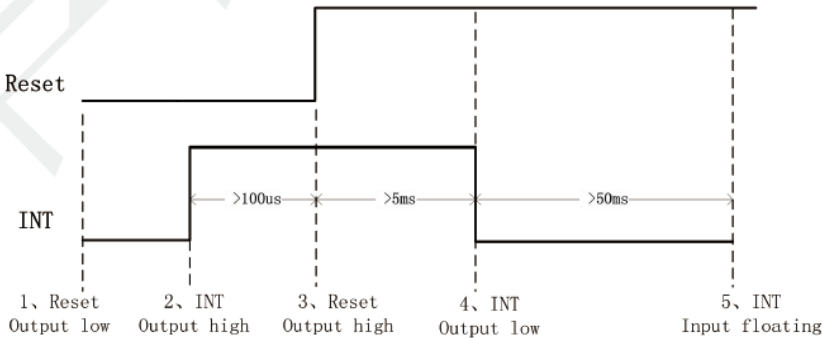 Reset
>100us
>5ms
>50ms
INT
1、Reset
Output low
2、INT
Output high
3、Reset
Output high
4、INT
Output low
5、INT
Input floating